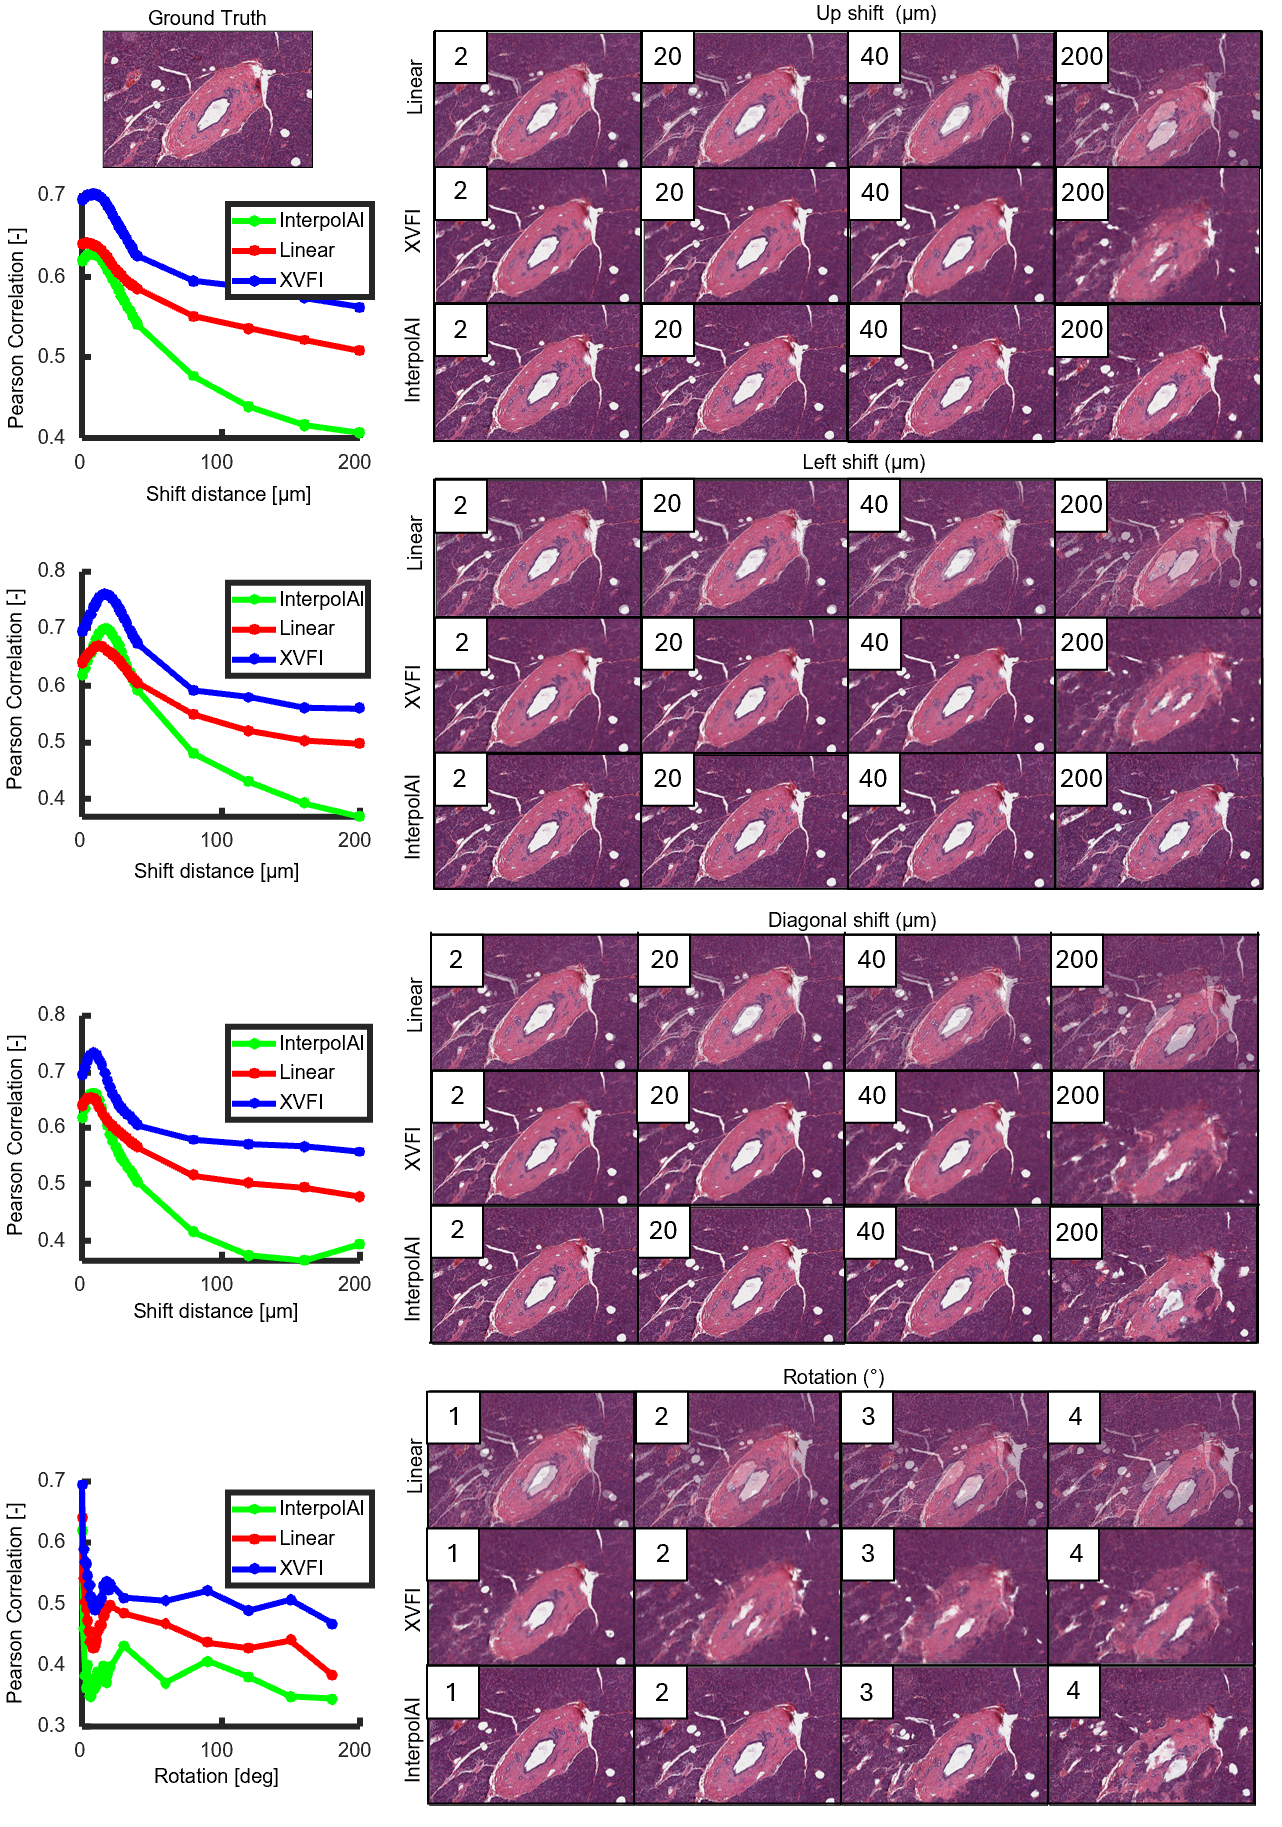 Ground Truth
0.7
0.6
0.5
0.4
0
100
200
Pearson Correlation [-]
Shift distance [µm]
InterpolAI
Linear
XVFI
Up shift (µm)
Linear
2
20
40
200
XVFI
2
20
40
200
InterpolAI
2
20
40
200
0.8
0.7
0.6
0.5
0.4
0
100
200
Pearson Correlation [-]
Shift distance [µm]
InterpolAI
Linear
XVFI
Left shift (µm)
Linear
2
20
40
200
XVFI
2
20
40
200
InterpolAI
2
20
40
200
0.8
0.7
0.6
0.5
0.4
0
100
200
Pearson Correlation [-]
Shift distance [µm]
InterpolAI
Linear
XVFI
Diagonal shift (µm)
Linear
2
20
40
200
XVFI
2
20
40
200
InterpolAI
2
20
40
200
0.7
0.6
0.5
0.4
0.3
0
100
200
Pearson Correlation [-]
Rotation [deg]
InterpolAI
Linear
XVFI
Rotation (°)
Linear
1
2
3
4
XVFI
1
2
3
4
InterpolAI
1
2
3
4